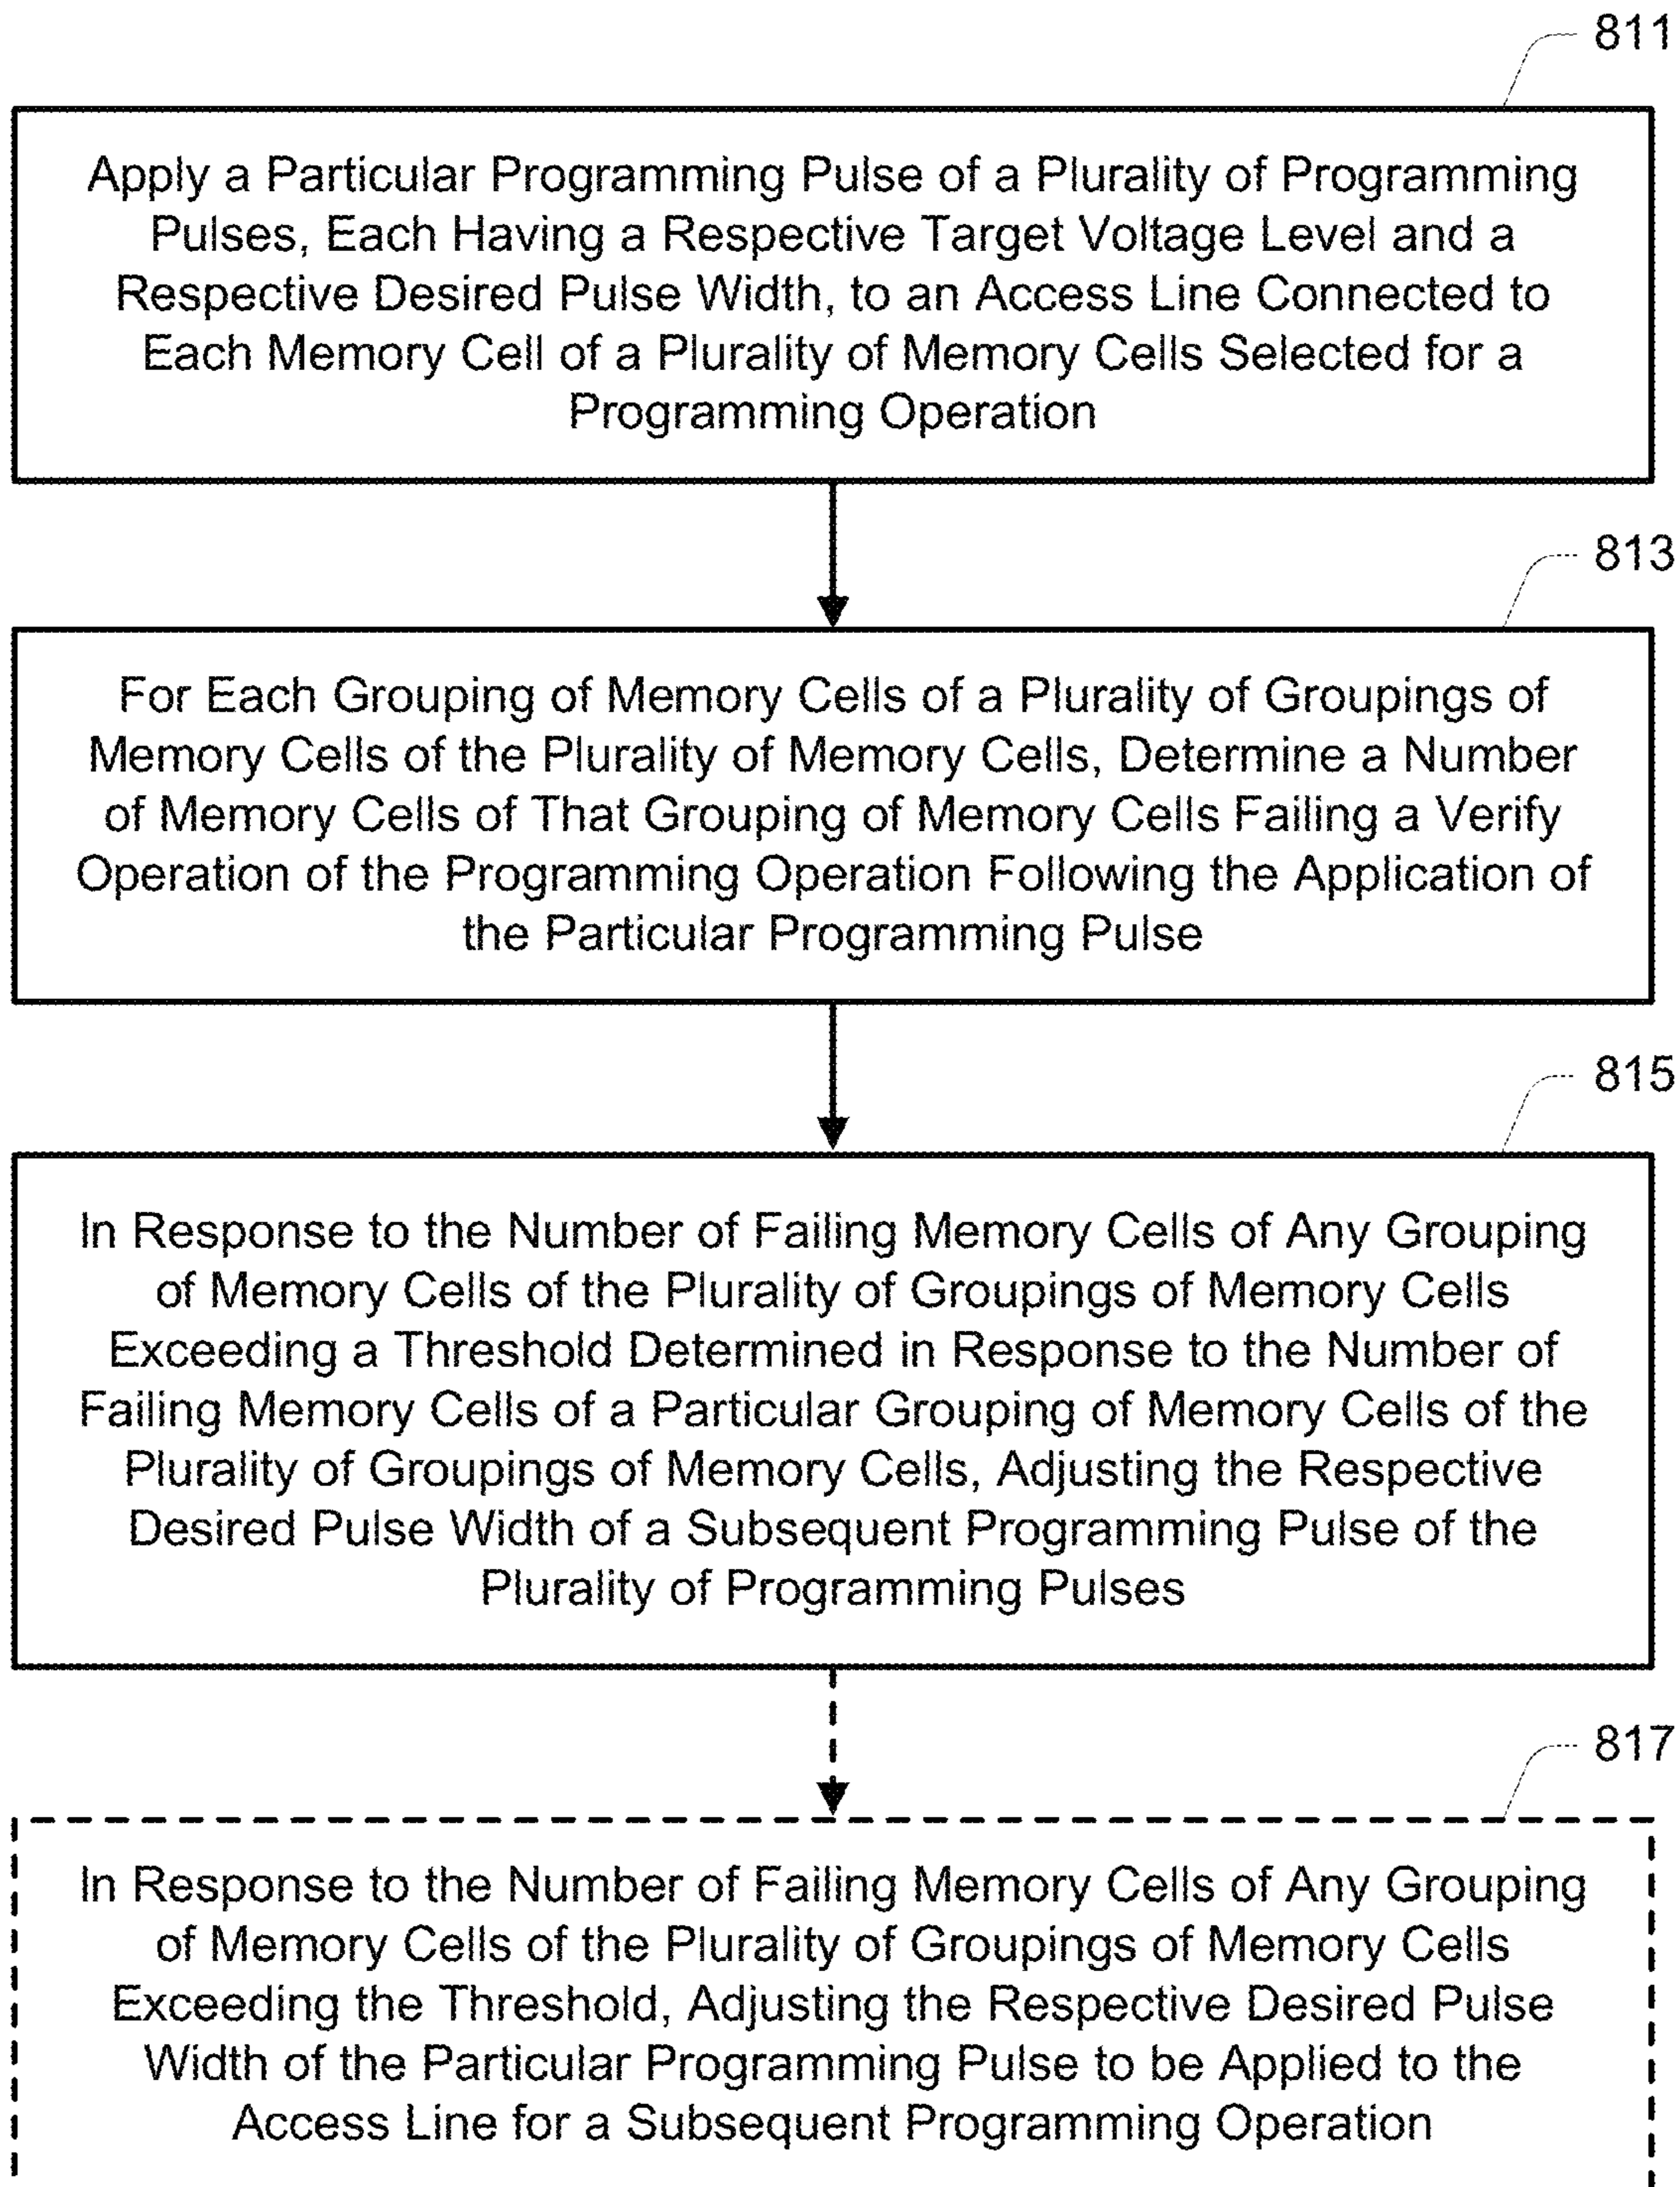 811
Apply a Particular Programming Pulse of a Plurality of Programming
Pulses, Each Having a Respective Target Voltage Level and a
Respective Desired Pulse Width, to an Access Line Connected to
Each Memory Cell of a Plurality of Memory Cells Selected for a
Programming Operation
813
For Each Grouping of Memory Cells of a Plurality of Groupings of
Memory Cells of the Plurality of Memory Cells, Determine a Number
of Memory Cells of That Grouping of Memory Cells Failing a Verify
Operation of the Programming Operation Following the Application of
the Particular Programming Pulse
815
In Response to the Number of Failing Memory Cells of Any Grouping
of Memory Cells of the Plurality of Groupings of Memory Cells
Exceeding a Threshold Determined in Response to the Number of
Failing Memory Cells of a Particular Grouping of Memory Cells of the
Plurality of Groupings of Memory Cells, Adjusting the Respective
Desired Pulse Width of a Subsequent Programming Pulse of the
Plurality of Programming Pulses
817
In Response to the Number of Failing Memory Cells of Any Grouping
of Memory Cells of the Plurality of Groupings of Memory Cells
Exceeding the Threshold, Adjusting the Respective Desired Pulse
Width of the Particular Programming Pulse to be Applied to the
Access Line for a Subsequent Programming Operation